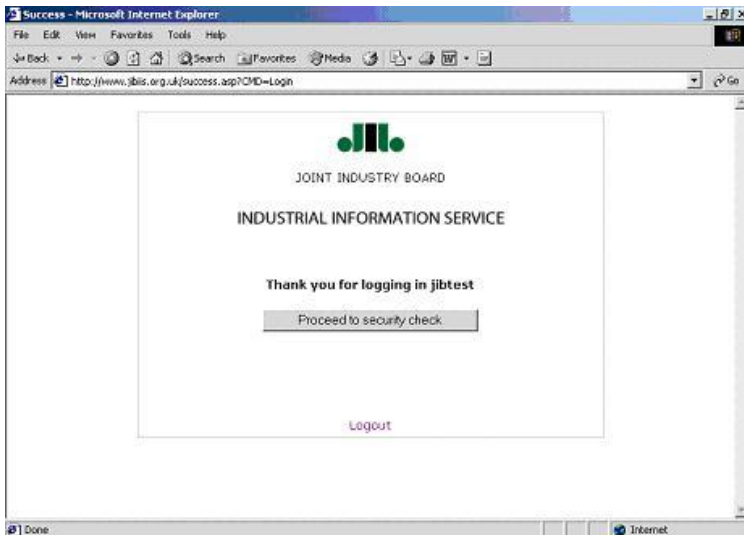 Success - Microsoft Internet Explorer
File Edit View Favorites Tools Help
Back Search Favorites Media
Address http://www.jibiis.org.uk/success.asp?CMD=Login Go
jib
JOINT INDUSTRY BOARD
INDUSTRIAL INFORMATION SERVICE
Thank you for logging in jibtest
Proceed to security check
Logout
Done Internet